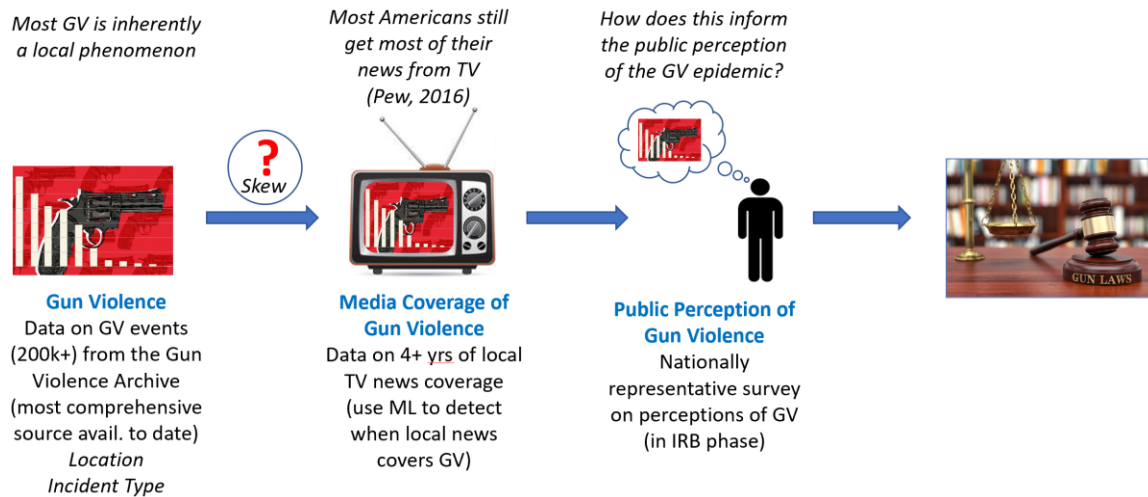 Most GV is inherently
a local phenomenon
Most Americans still
get most of their
news from TV
(Pew, 2016)
How does this inform
the public perception
of the GV epidemic?
?
Skew
Gun Violence
Data on GV events
(200k+) from the Gun
Violence Archive
(most comprehensive
source avail. to date)
Location
Incident Type
Media Coverage of
Gun Violence
Data on 4+ yrs of local
TV news coverage
(use ML to detect
when local news
covers GV)
Public Perception of
Gun Violence
Nationally
representative survey
on perceptions of GV
(in IRB phase)
GUN LAWS